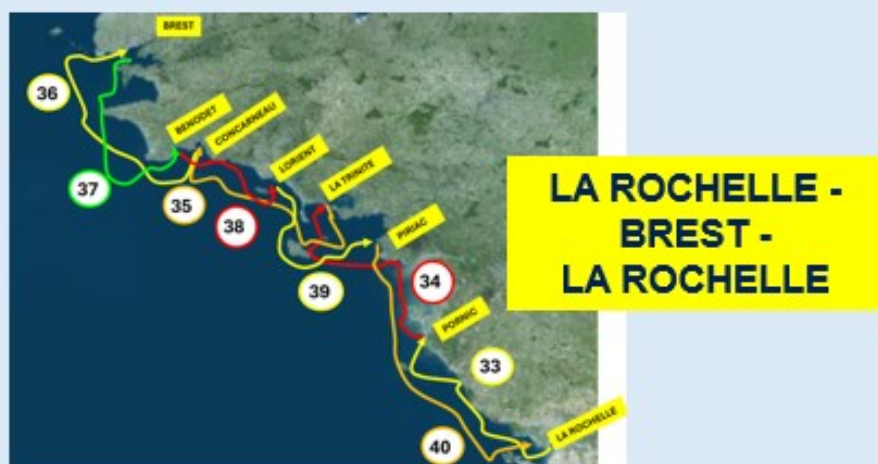 BREST
36
BENODET
CONCARNEAU
LORIENT
37
LA TRINITE
35
38
PIRIAC
39
34
PORNIC
33
LA ROCHELLE
40
LA ROCHELLE -
BREST -
LA ROCHELLE